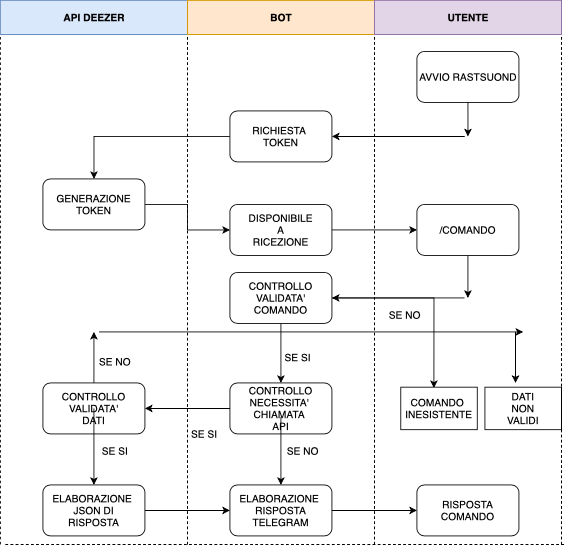 API DEEZER
BOT
UTENTE
AVVIO RASTSUOND
RICHIESTA
TOKEN
GENERAZIONE
TOKEN
DISPONIBILE
A
RICEZIONE
/COMANDO
CONTROLLO
VALIDATA'
COMANDO
SE NO
SE NO
SE SI
CONTROLLO
VALIDATA'
DATI
CONTROLLO
NECESSITA'
CHIAMATA
API
COMANDO
INESISTENTE
DATI
NON
VALIDI
SE SI
SE SI
SE NO
ELABORAZIONE
JSON DI
RISPOSTA
ELABORAZIONE
RISPOSTA
TELEGRAM
RISPOSTA
COMANDO